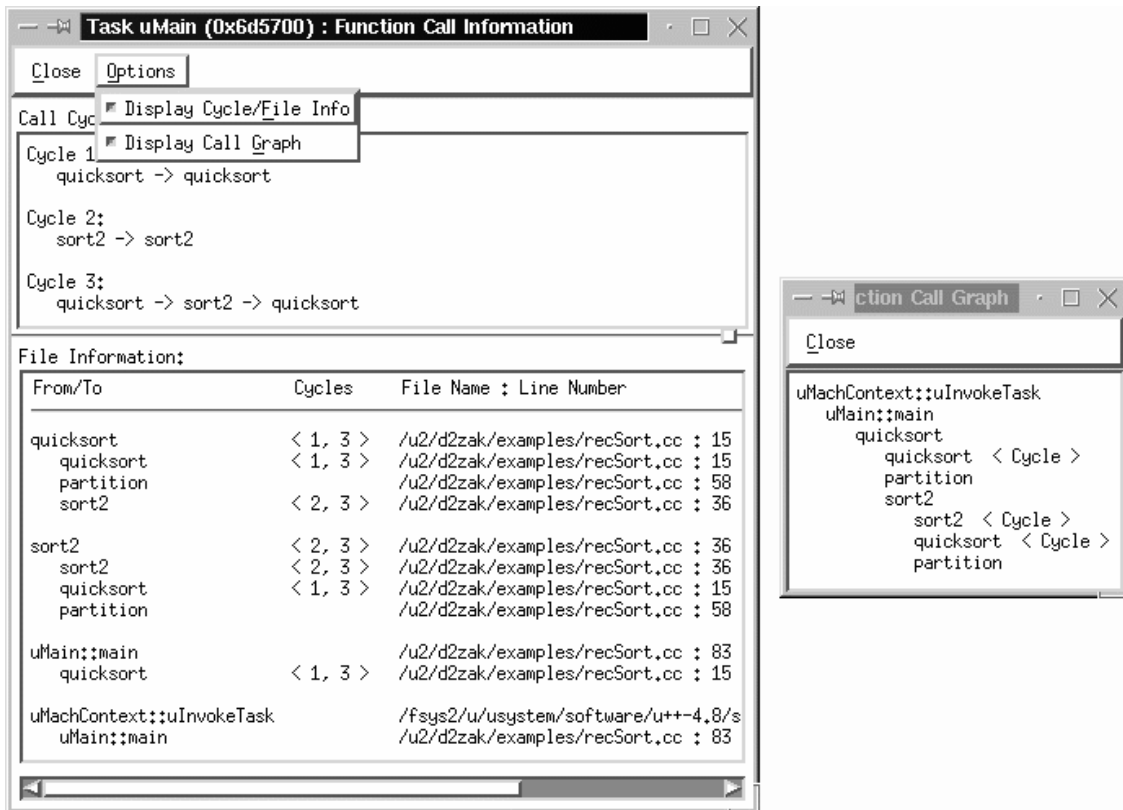 Task uMain (0x6d5700) : Function Call Information
Close Options
Display Cycle/File Info
Display Call Graph
Call Cyc
Cycle 1
quicksort -> quicksort
Cycle 2:
sort2 -> sort2
Cycle 3:
quicksort -> sort2 -> quicksort
File Information:
From/To Cycles File Name : Line Number
quicksort < 1, 3 > /u2/d2zak/examples/recSort.cc : 15
quicksort < 1, 3 > /u2/d2zak/examples/recSort.cc : 15
partition /u2/d2zak/examples/recSort.cc : 58
sort2 < 2, 3 > /u2/d2zak/examples/recSort.cc : 36
sort2 < 2, 3 > /u2/d2zak/examples/recSort.cc : 36
sort2 < 2, 3 > /u2/d2zak/examples/recSort.cc : 36
quicksort < 1, 3 > /u2/d2zak/examples/recSort.cc : 15
partition /u2/d2zak/examples/recSort.cc : 58
uMain::main /u2/d2zak/examples/recSort.cc : 83
quicksort < 1, 3 > /u2/d2zak/examples/recSort.cc : 15
uMachContext::uInvokeTask /fsys2/u/usystem/software/u++-4.8/s
uMain::main /u2/d2zak/examples/recSort.cc : 83
ction Call Graph
Close
uMachContext::uInvokeTask
uMain::main
quicksort
quicksort < Cycle >
partition
sort2
sort2 < Cycle >
quicksort < Cycle >
partition